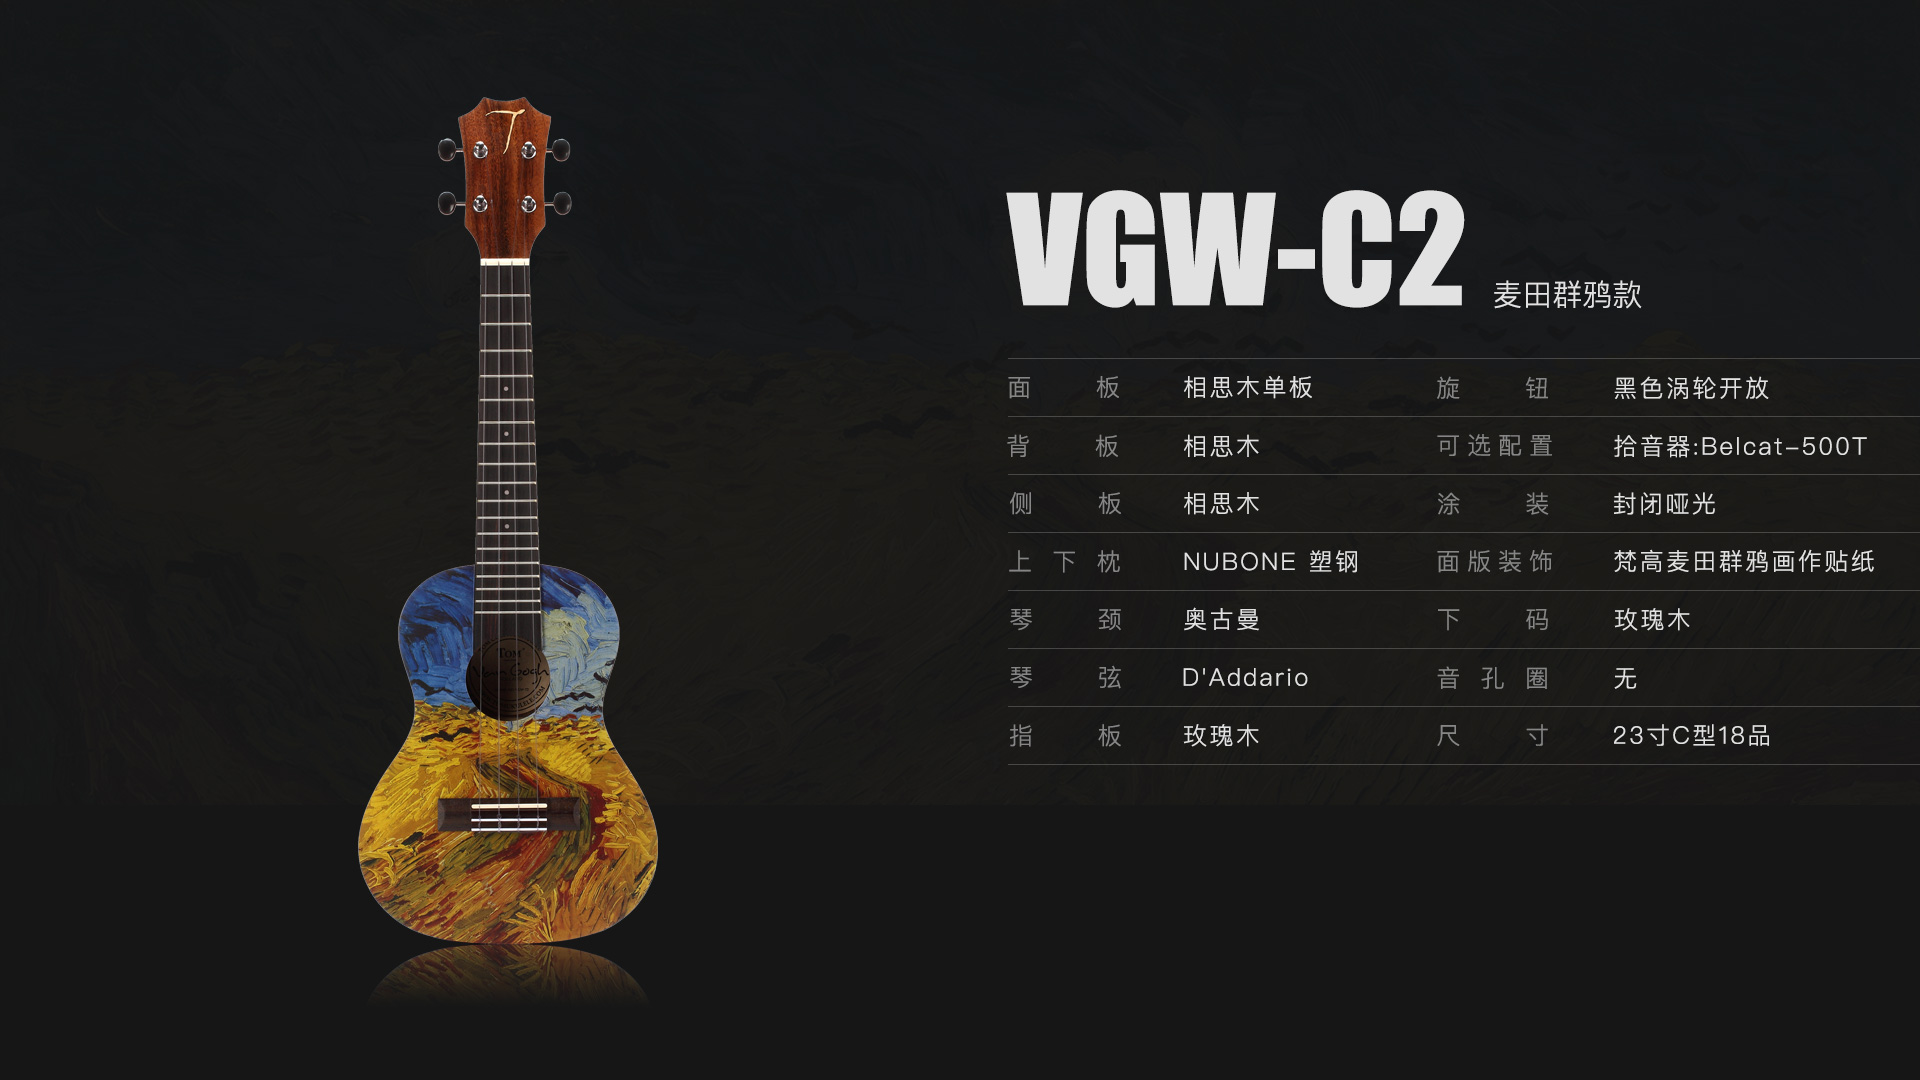 VGW-C2 麦田群鸦款
面板 相思木单板 旋钮 黑色涡轮开放
背板 相思木 可选配置 拾音器:Belcat-500T
侧板 相思木 涂装 封闭哑光
上下枕 NUBONE 塑钢 面版装饰 梵高麦田群鸦画作贴纸
琴颈 奥古曼 下码 玫瑰木
琴弦 D'Addario 音孔圈 无
指板 玫瑰木 尺寸 23寸C型18品
TOM